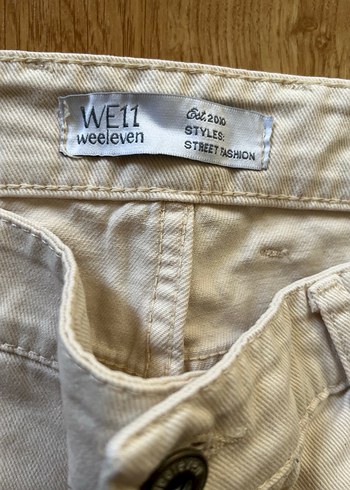 WE11
weeleven
Est. 2010
STYLES:
STREET FASHION